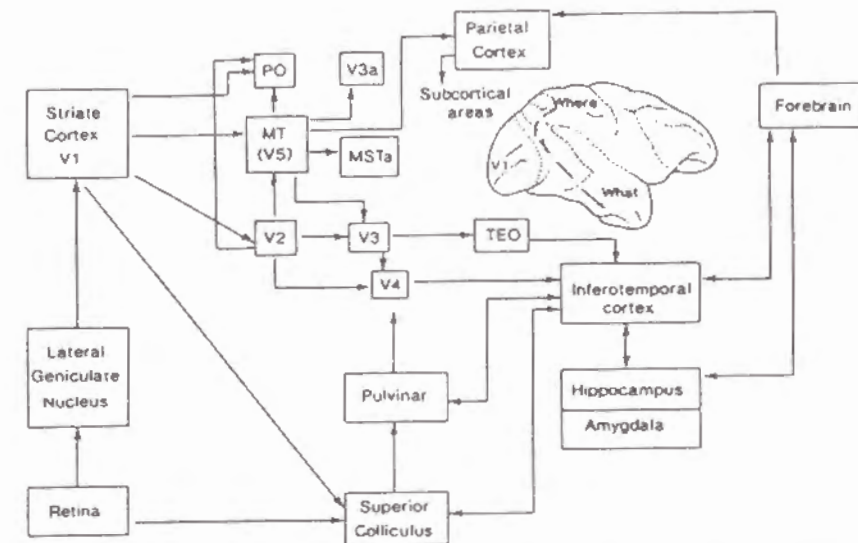 Parietal
Cortex
PO
V3a
Striate
Cortex
V1
Subcortical
areas
Where
Forebrain
MT
(V5)
MSTa
V1
What
V2
V3
TEO
V4
Inferotemporal
cortex
Lateral
Geniculate
Nucleus
Pulvinar
Hippocampus
Amygdala
Retina
Superior
Colliculus